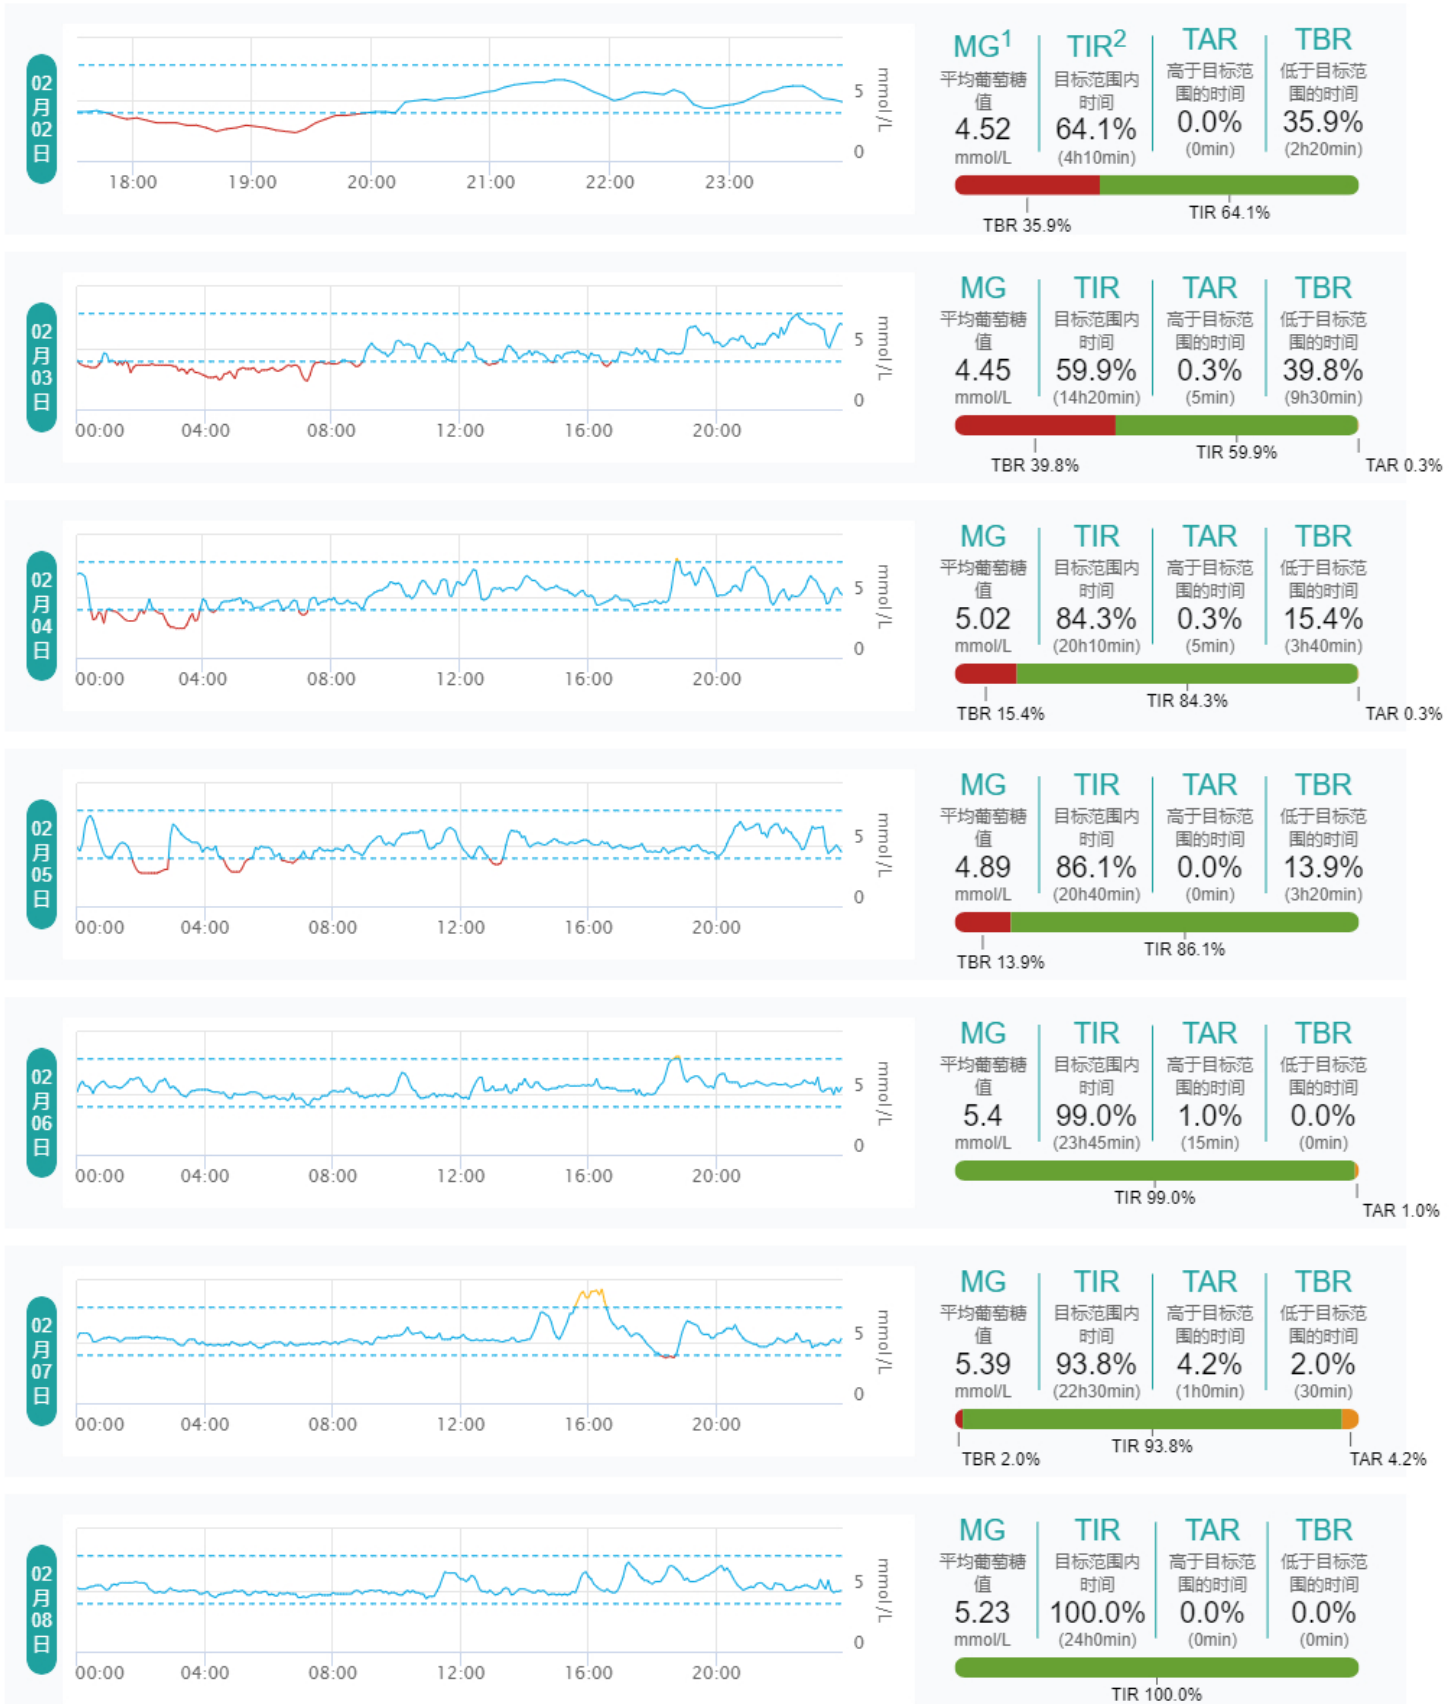 02
月
02
日
5
0
mmol/L
18:00 19:00 20:00 21:00 22:00 23:00
MG¹ TIR² TAR TBR
平均葡萄糖值 目标范围内时间 高于目标范围的时间 低于目标范围的时间
4.52 64.1% 0.0% 35.9%
mmol/L (4h10min) (0min) (2h20min)
TIR 64.1%
TBR 35.9%
02
月
03
日
5
0
mmol/L
00:00 04:00 08:00 12:00 16:00 20:00
MG TIR TAR TBR
平均葡萄糖值 目标范围内时间 高于目标范围的时间 低于目标范围的时间
4.45 59.9% 0.3% 39.8%
mmol/L (14h20min) (5min) (9h30min)
TIR 59.9%
TBR 39.8% TAR 0.3%
02
月
04
日
5
0
mmol/L
00:00 04:00 08:00 12:00 16:00 20:00
MG TIR TAR TBR
平均葡萄糖值 目标范围内时间 高于目标范围的时间 低于目标范围的时间
5.02 84.3% 0.3% 15.4%
mmol/L (20h10min) (5min) (3h40min)
TIR 84.3%
TBR 15.4% TAR 0.3%
02
月
05
日
5
0
mmol/L
00:00 04:00 08:00 12:00 16:00 20:00
MG TIR TAR TBR
平均葡萄糖值 目标范围内时间 高于目标范围的时间 低于目标范围的时间
4.89 86.1% 0.0% 13.9%
mmol/L (20h40min) (0min) (3h20min)
TIR 86.1%
TBR 13.9%
02
月
06
日
5
0
mmol/L
00:00 04:00 08:00 12:00 16:00 20:00
MG TIR TAR TBR
平均葡萄糖值 目标范围内时间 高于目标范围的时间 低于目标范围的时间
5.4 99.0% 1.0% 0.0%
mmol/L (23h45min) (15min) (0min)
TIR 99.0%
TAR 1.0%
02
月
07
日
5
0
mmol/L
00:00 04:00 08:00 12:00 16:00 20:00
MG TIR TAR TBR
平均葡萄糖值 目标范围内时间 高于目标范围的时间 低于目标范围的时间
5.39 93.8% 4.2% 2.0%
mmol/L (22h30min) (1h0min) (30min)
TIR 93.8%
TBR 2.0% TAR 4.2%
02
月
08
日
5
0
mmol/L
00:00 04:00 08:00 12:00 16:00 20:00
MG TIR TAR TBR
平均葡萄糖值 目标范围内时间 高于目标范围的时间 低于目标范围的时间
5.23 100.0% 0.0% 0.0%
mmol/L (24h0min) (0min) (0min)
TIR 100.0%